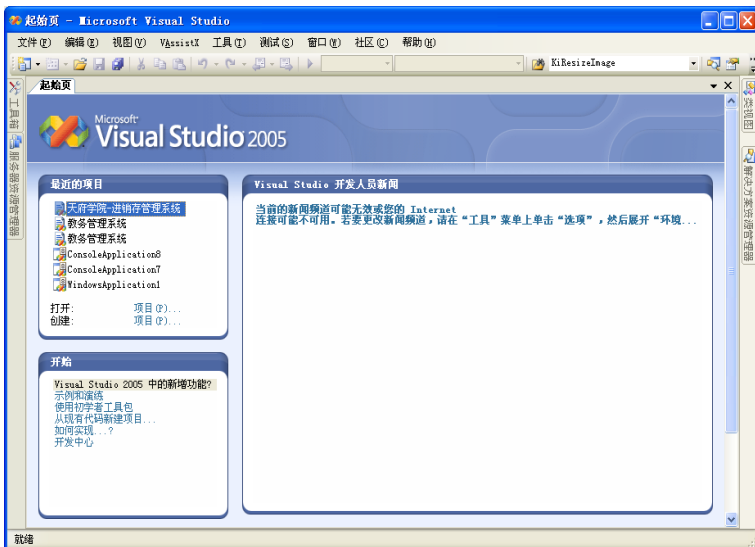 起始页 - Microsoft Visual Studio
文件(F) 编辑(E) 视图(V) VAssistX 工具(T) 测试(S) 窗口(W) 社区(C) 帮助(H)
KiResizeImage
起始页
工具箱
服务器资源管理器
类视图
解决方案资源管理器
Microsoft
Visual Studio 2005
最近的项目
天府学院-进销存管理系统
教务管理系统
教务管理系统
ConsoleApplication8
ConsoleApplication7
WindowsApplication1
打开: 项目(P)...
创建: 项目(P)...
开始
Visual Studio 2005 中的新增功能?
示例和演练
使用初学者工具包
从现有代码新建项目...
如何实现...?
开发中心
Visual Studio 开发人员新闻
当前的新闻频道可能无效或您的 Internet
连接可能不可用。若要更改新闻频道，请在“工具”菜单上单击“选项”，然后展开“环境...
就绪